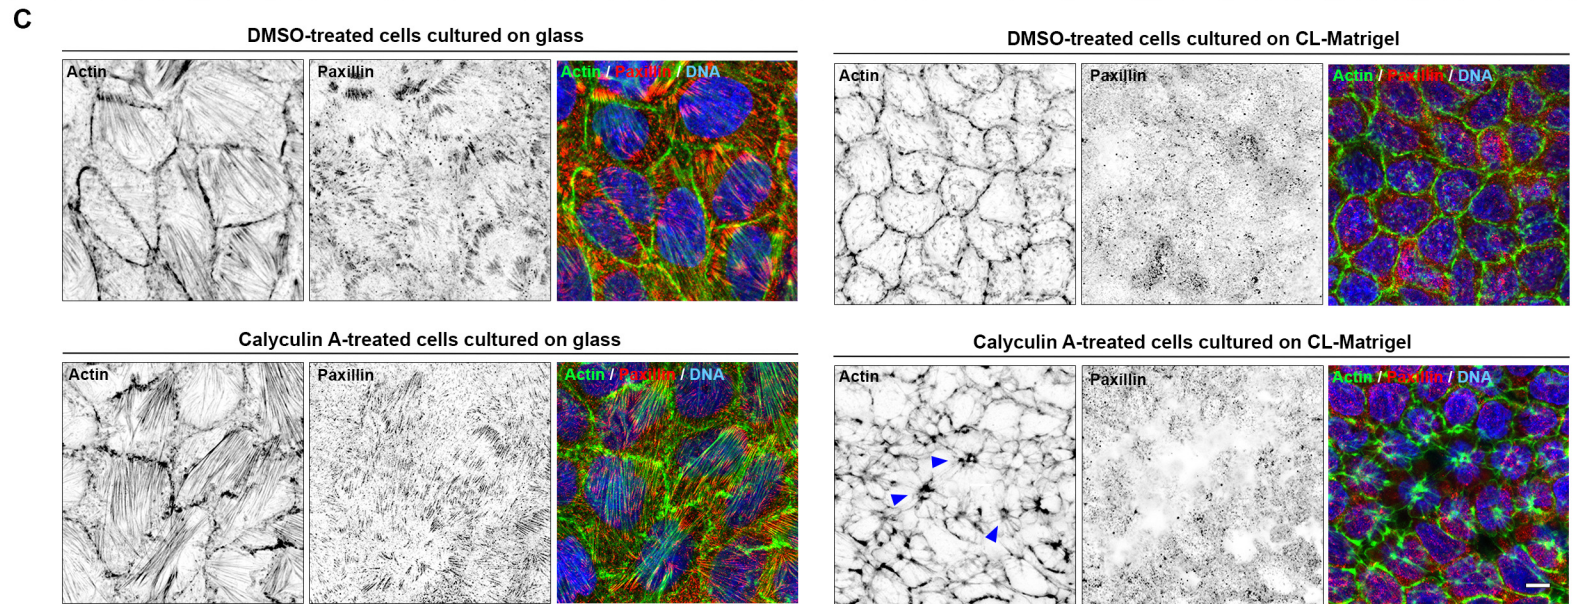 C
DMSO-treated cells cultured on glass
Actin
Paxillin
Actin / Paxillin / DNA
DMSO-treated cells cultured on CL-Matrigel
Actin
Paxillin
Actin / Paxillin / DNA
Calyculin A-treated cells cultured on glass
Actin
Paxillin
Actin / Paxillin / DNA
Calyculin A-treated cells cultured on CL-Matrigel
Actin
Paxillin
Actin / Paxillin / DNA